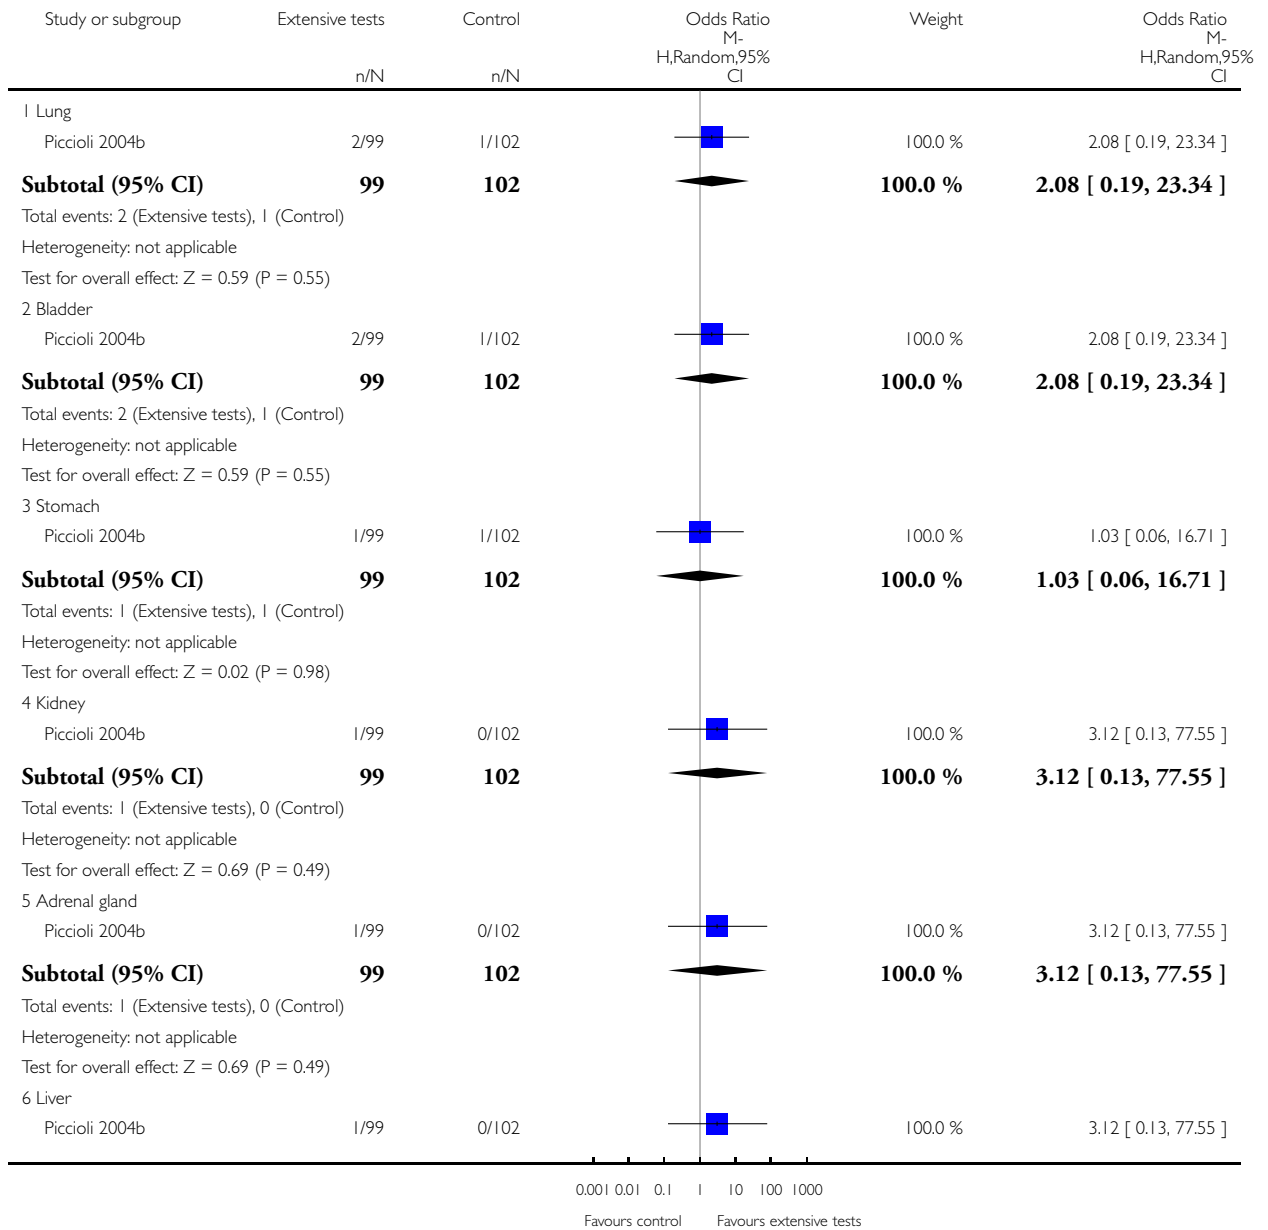 Study or subgroup Extensive tests Control Odds Ratio Weight Odds Ratio
M- M-
H,Random,95% H,Random,95%
n/N n/N CI CI
1 Lung
Piccioli 2004b 2/99 1/102 100.0 % 2.08 [ 0.19, 23.34 ]
Subtotal (95% CI) 99 102 100.0 % 2.08 [ 0.19, 23.34 ]
Total events: 2 (Extensive tests), 1 (Control)
Heterogeneity: not applicable
Test for overall effect: Z = 0.59 (P = 0.55)
2 Bladder
Piccioli 2004b 2/99 1/102 100.0 % 2.08 [ 0.19, 23.34 ]
Subtotal (95% CI) 99 102 100.0 % 2.08 [ 0.19, 23.34 ]
Total events: 2 (Extensive tests), 1 (Control)
Heterogeneity: not applicable
Test for overall effect: Z = 0.59 (P = 0.55)
3 Stomach
Piccioli 2004b 1/99 1/102 100.0 % 1.03 [ 0.06, 16.71 ]
Subtotal (95% CI) 99 102 100.0 % 1.03 [ 0.06, 16.71 ]
Total events: 1 (Extensive tests), 1 (Control)
Heterogeneity: not applicable
Test for overall effect: Z = 0.02 (P = 0.98)
4 Kidney
Piccioli 2004b 1/99 0/102 100.0 % 3.12 [ 0.13, 77.55 ]
Subtotal (95% CI) 99 102 100.0 % 3.12 [ 0.13, 77.55 ]
Total events: 1 (Extensive tests), 0 (Control)
Heterogeneity: not applicable
Test for overall effect: Z = 0.69 (P = 0.49)
5 Adrenal gland
Piccioli 2004b 1/99 0/102 100.0 % 3.12 [ 0.13, 77.55 ]
Subtotal (95% CI) 99 102 100.0 % 3.12 [ 0.13, 77.55 ]
Total events: 1 (Extensive tests), 0 (Control)
Heterogeneity: not applicable
Test for overall effect: Z = 0.69 (P = 0.49)
6 Liver
Piccioli 2004b 1/99 0/102 100.0 % 3.12 [ 0.13, 77.55 ]
0.001 0.01 0.1 1 10 100 1000
Favours control Favours extensive tests